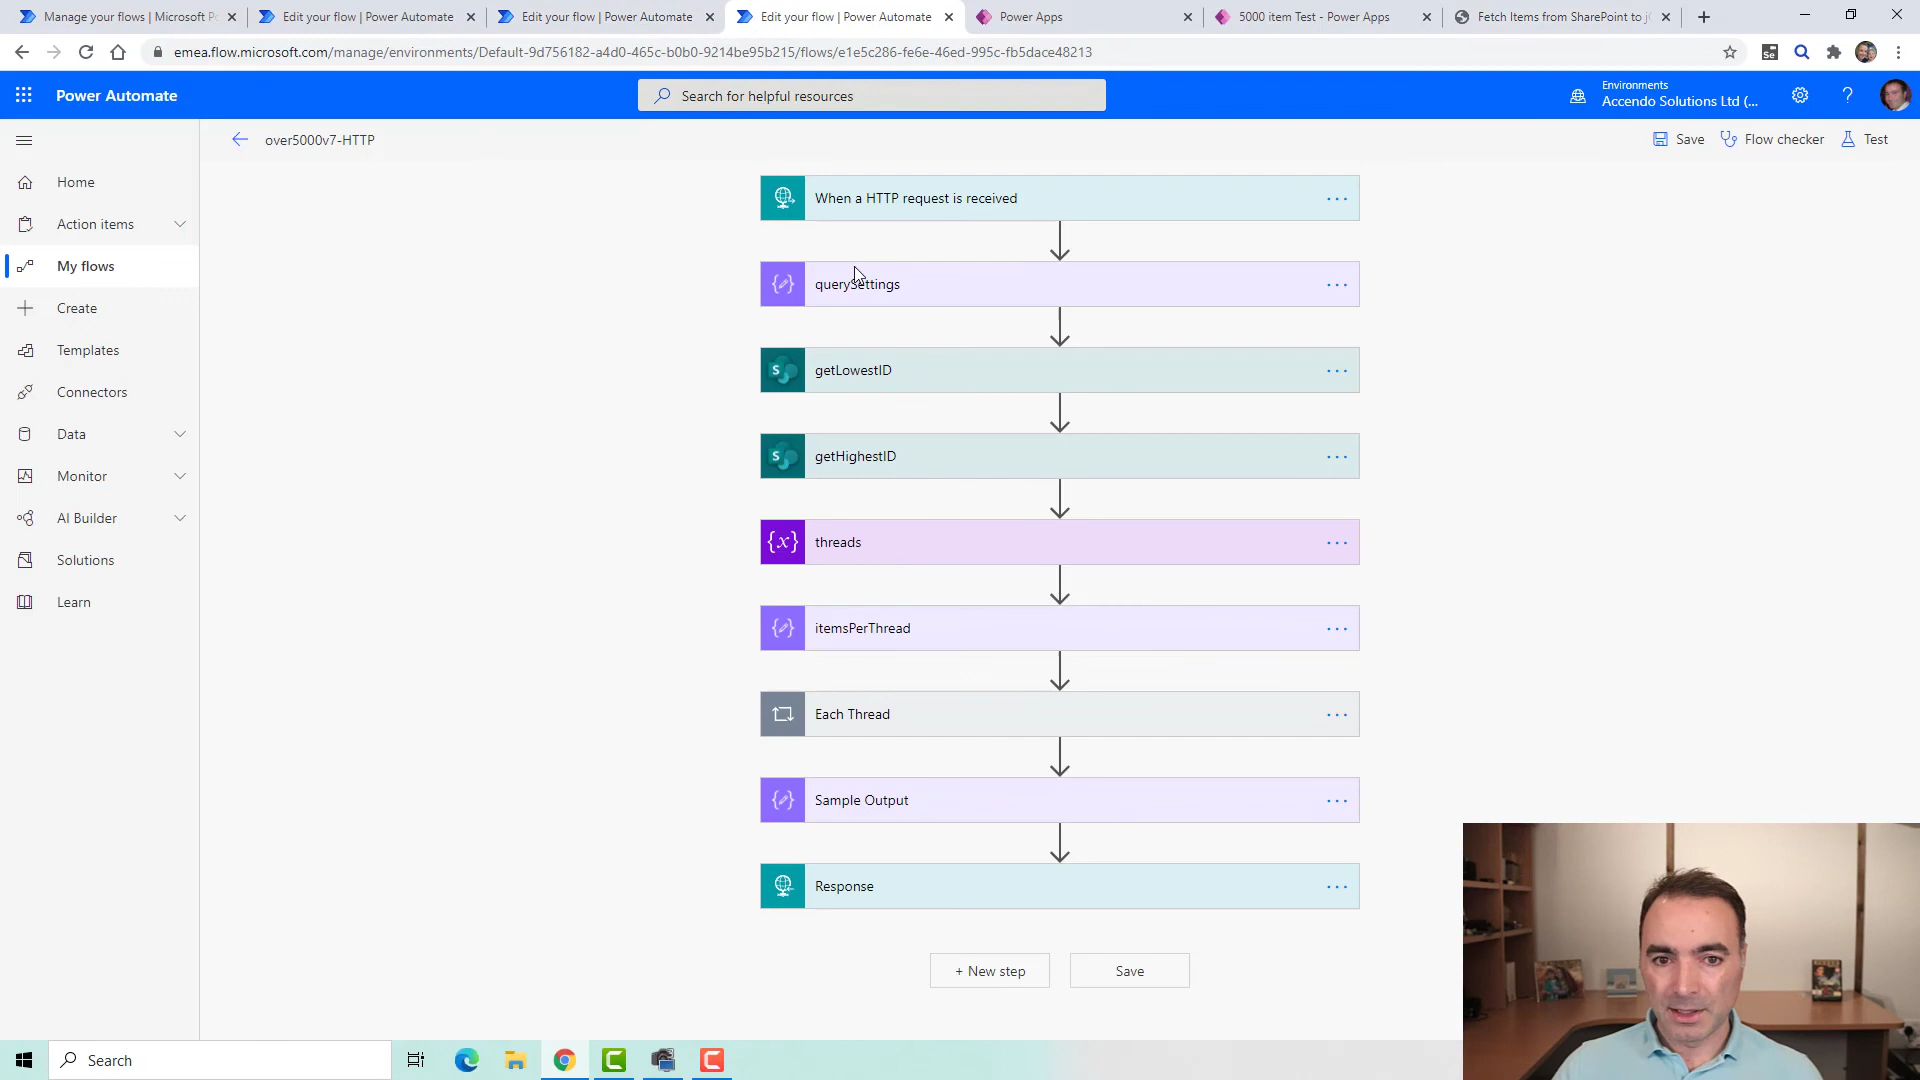 Manage your flows | Microsoft Po
Edit your flow | Power Automate
Edit your flow | Power Automate
Edit your flow | Power Automate
Power Apps
5000 item Test - Power Apps
Fetch Items from SharePoint to jQ
emea.flow.microsoft.com/manage/environments/Default-9d756182-a4d0-465c-b0b0-9214be95b215/flows/e1e5c286-fe6e-46ed-995c-fb5dace48213
Power Automate
Search for helpful resources
Environments
Accendo Solutions Ltd (...
over5000v7-HTTP
Save
Flow checker
Test
Home
Action items
My flows
Create
Templates
Connectors
Data
Monitor
AI Builder
Solutions
Learn
When a HTTP request is received
querySettings
getLowestID
getHighestID
threads
itemsPerThread
Each Thread
Sample Output
Response
+ New step
Save
Search